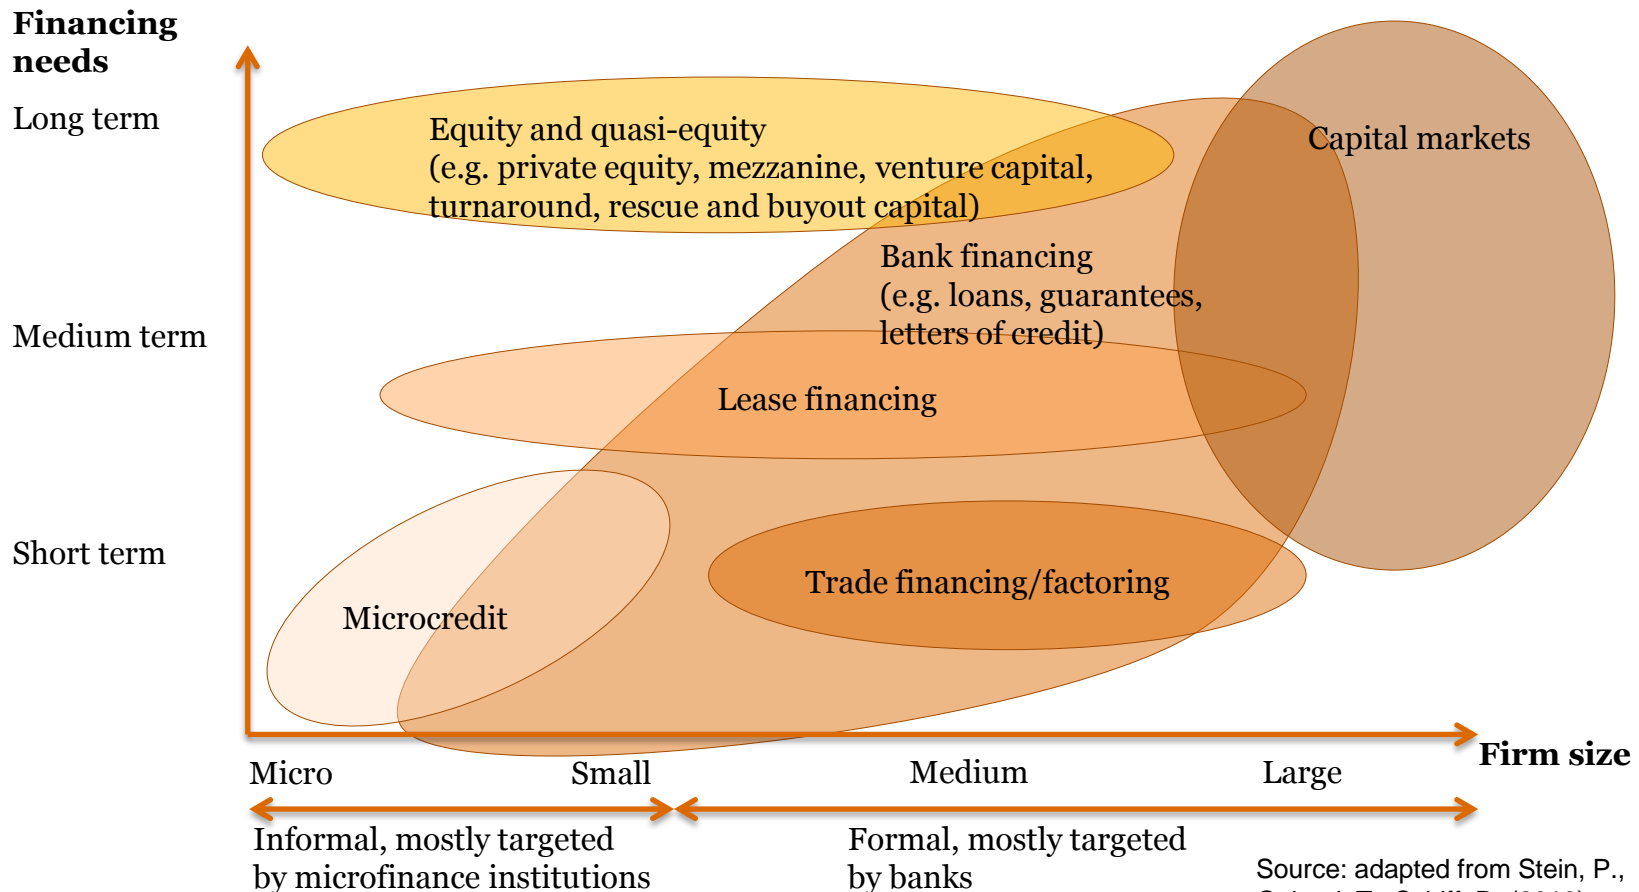 Financing
needs
Long term
Equity and quasi-equity
(e.g. private equity, mezzanine, venture capital,
turnaround, rescue and buyout capital)
Capital markets
Bank financing
(e.g. loans, guarantees,
letters of credit)
Medium term
Lease financing
Short term
Trade financing/factoring
Microcredit
Firm size
Micro
Small
Medium
Large
Informal, mostly targeted
by microfinance institutions
Formal, mostly targeted
by banks
Source: adapted from Stein, P.,